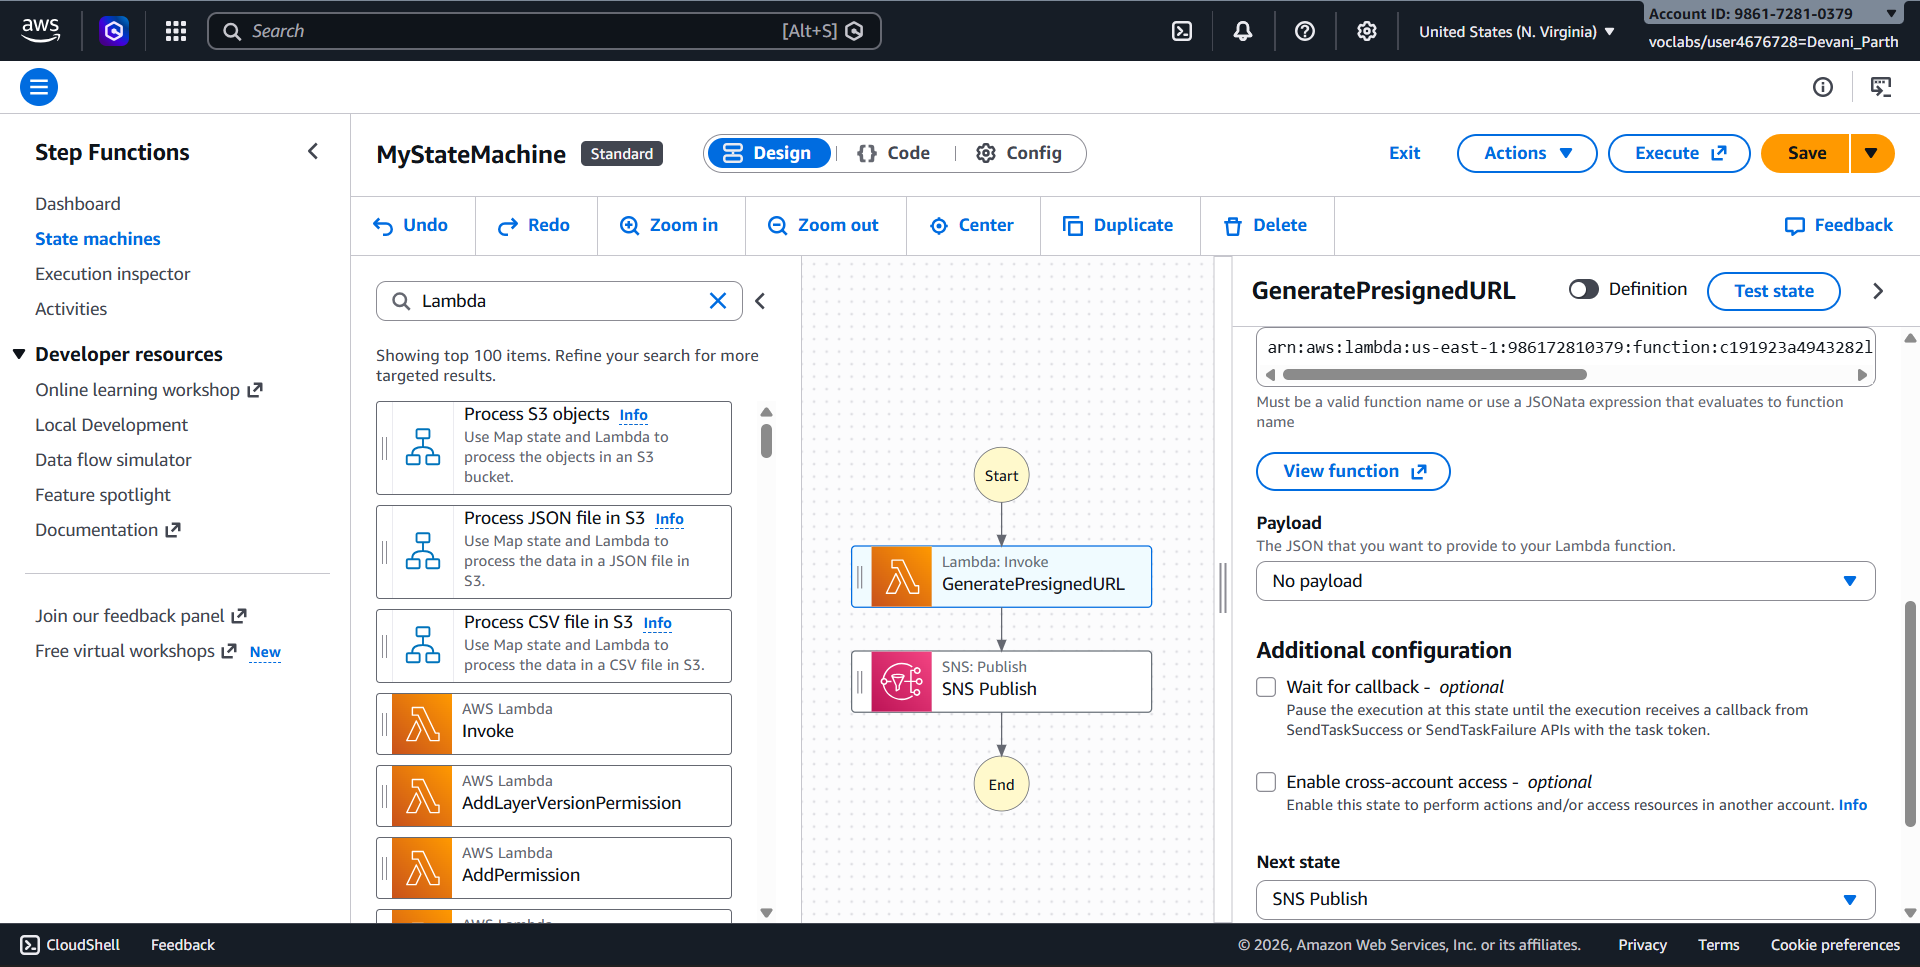 aws
Search
[Alt+S]
United States (N. Virginia)
Account ID: 9861-7281-0379
voclabs/user4676728=Devani_Parth
Step Functions
Dashboard
State machines
Execution inspector
Activities
Developer resources
Online learning workshop
Local Development
Data flow simulator
Feature spotlight
Documentation
Join our feedback panel
Free virtual workshops New
MyStateMachine Standard
Design
{} Code
Config
Exit
Actions
Execute
Save
Undo
Redo
Zoom in
Zoom out
Center
Duplicate
Delete
Feedback
Lambda
Showing top 100 items. Refine your search for more
targeted results.
Process S3 objects Info
Use Map state and Lambda to
process the objects in an S3
bucket.
Process JSON file in S3 Info
Use Map state and Lambda to
process the data in a JSON file in
S3.
Process CSV file in S3 Info
Use Map state and Lambda to
process the data in a CSV file in S3.
AWS Lambda
Invoke
AWS Lambda
AddLayerVersionPermission
AWS Lambda
AddPermission
AWS Lambda
Start
Lambda: Invoke
GeneratePresignedURL
SNS: Publish
SNS Publish
End
GeneratePresignedURL
Definition
Test state
arn:aws:lambda:us-east-1:986172810379:function:c191923a4943282l
Must be a valid function name or use a JSONata expression that evaluates to function
name
View function
Payload
The JSON that you want to provide to your Lambda function.
No payload
Additional configuration
Wait for callback - optional
Pause the execution at this state until the execution receives a callback from
SendTaskSuccess or SendTaskFailure APIs with the task token.
Enable cross-account access - optional
Enable this state to perform actions and/or access resources in another account. Info
Next state
SNS Publish
CloudShell
Feedback
© 2026, Amazon Web Services, Inc. or its affiliates.
Privacy
Terms
Cookie preferences